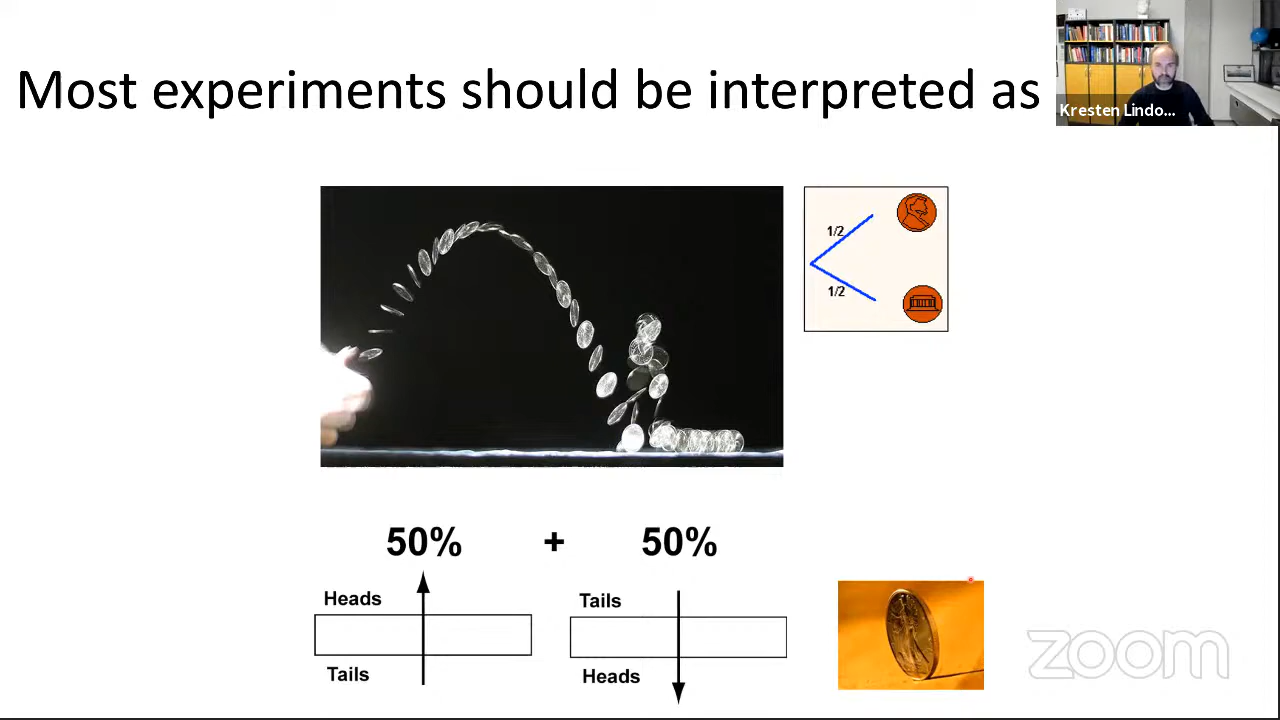 Most experiments should be interpreted as
Kresten Lindo...
1/2
1/2
50% + 50%
Heads
Tails
Tails
Heads
zoom